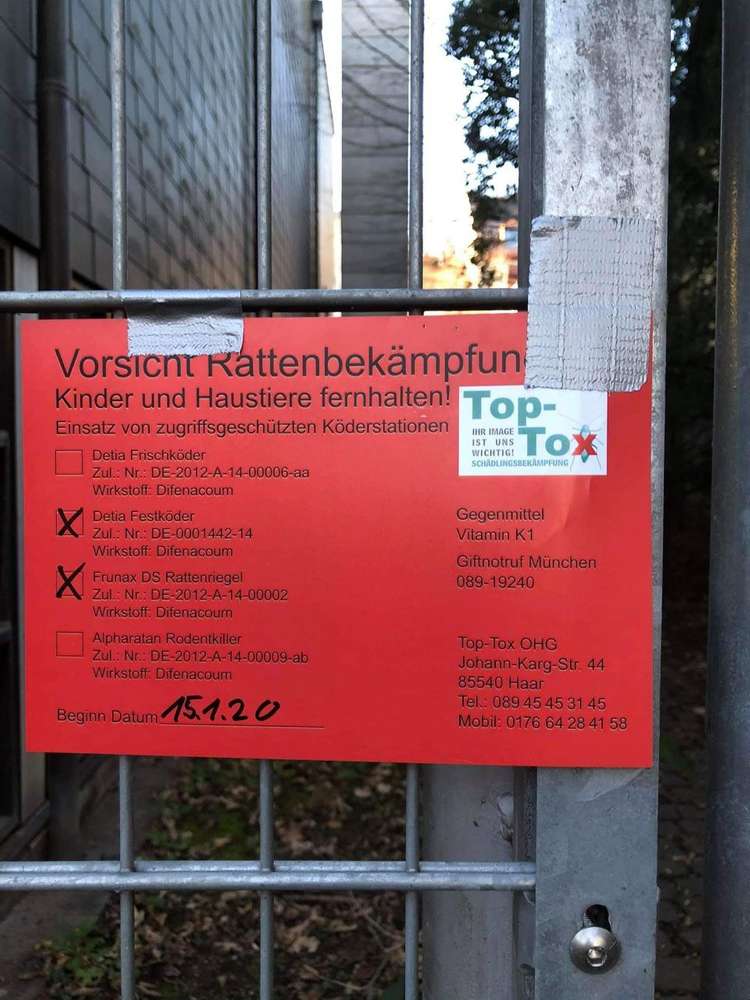 Vorsicht Rattenbekämpfun
Kinder und Haustiere fernhalten!
Einsatz von zugriffsgeschützten Köderstationen
Top-Tox
IHR IMAGE
IST UNS
WICHTIG!
SCHÄDLINGSBEKÄMPFUNG
Detia Frischköder
Zul.: Nr.: DE-2012-A-14-00006-aa
Wirkstoff: Difenacoum
X Detia Festköder
Zul.: Nr.: DE-0001442-14
Wirkstoff: Difenacoum
X Frunax DS Rattenriegel
Zul.: Nr.: DE-2012-A-14-00002
Wirkstoff: Difenacoum
Alpharatan Rodentkiller
Zul.: Nr.: DE-2012-A-14-00009-ab
Wirkstoff: Difenacoum
Beginn Datum 15.1.20
Gegenmittel
Vitamin K1
Giftnotruf München
089-19240
Top-Tox OHG
Johann-Karg-Str. 44
85540 Haar
Tel.: 089 45 45 31 45
Mobil: 0176 64 28 41 58